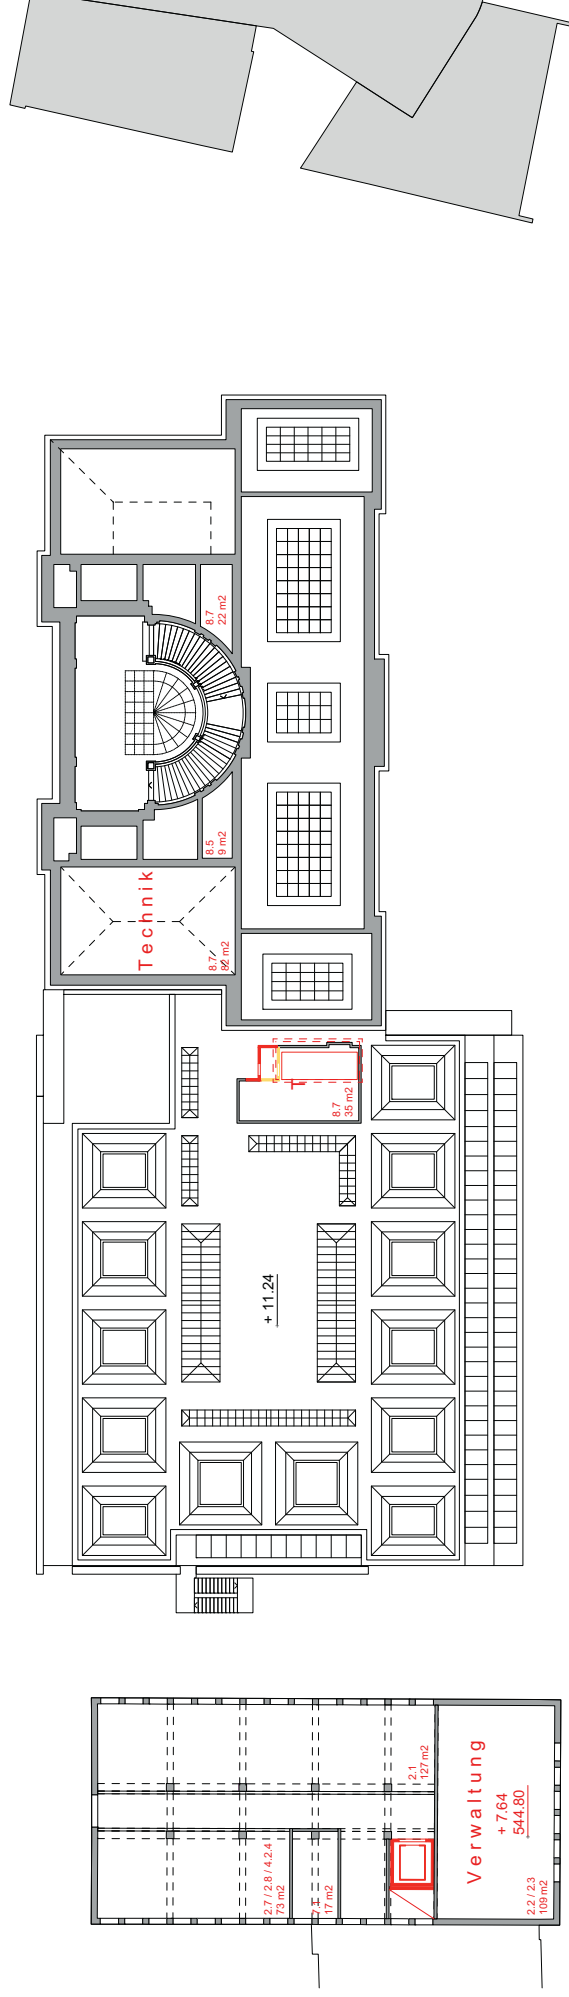 8.7
22 m2
8.5
9 m2
Technik
8.7
82 m2
T
8.7
35 m2
+ 11.24
2.1
127 m2
Verwaltung
+ 7.64
544.80
2.7 / 2.8 / 4.2.4
73 m2
7.1
17 m2
2.2 / 2.3
109 m2